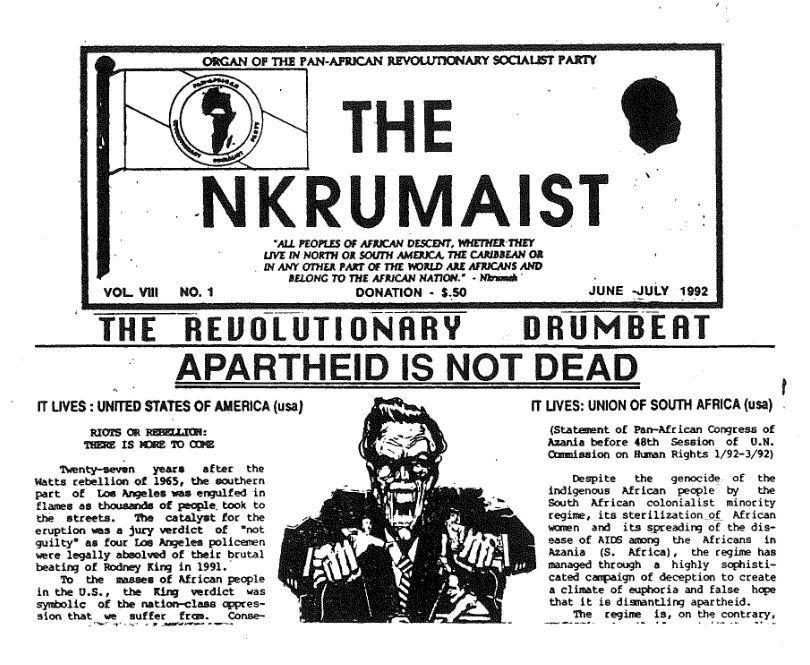 ORGAN OF THE PAN-AFRICAN REVOLUTIONARY SOCIALIST PARTY
PAN-AFRICAN
REVOLUTIONARY SOCIALIST PARTY
THE
NKRUMAIST
"ALL PEOPLES OF AFRICAN DESCENT, WHETHER THEY
LIVE IN NORTH OR SOUTH AMERICA, THE CARIBBEAN OR
IN ANY OTHER PART OF THE WORLD ARE AFRICANS AND
BELONG TO THE AFRICAN NATION." - Nkrumah
VOL. VIII NO. 1 DONATION - $.50 JUNE -JULY 1992
THE REVOLUTIONARY DRUMBEAT
APARTHEID IS NOT DEAD
IT LIVES : UNITED STATES OF AMERICA (usa)
RIOTS OR REBELLION:
THERE IS MORE TO COME
Twenty-seven years after the
Watts rebellion of 1965, the southern
part of Los Angeles was engulfed in
flames as thousands of people took to
the streets. The catalyst for the
eruption was a jury verdict of "not
guilty" as four Los Angeles policemen
were legally absolved of their brutal
beating of Rodney King in 1991.
To the masses of African people
in the U.S., the King verdict was
symbolic of the nation-class oppres-
sion that we suffer from. Conse-
IT LIVES: UNION OF SOUTH AFRICA (usa)
(Statement of Pan-African Congress of
Azania before 48th Session of U.N.
Commission on Human Rights 1/92-3/92)
Despite the genocide of the
indigenous African people by the
South African colonialist minority
regime, its sterilization of African
women and its spreading of the dis-
ease of AIDS among the Africans in
Azania (S. Africa), the regime has
managed through a highly sophisti-
cated campaign of deception to create
a climate of euphoria and false hope
that it is dismantling apartheid.
The regime is, on the contrary,